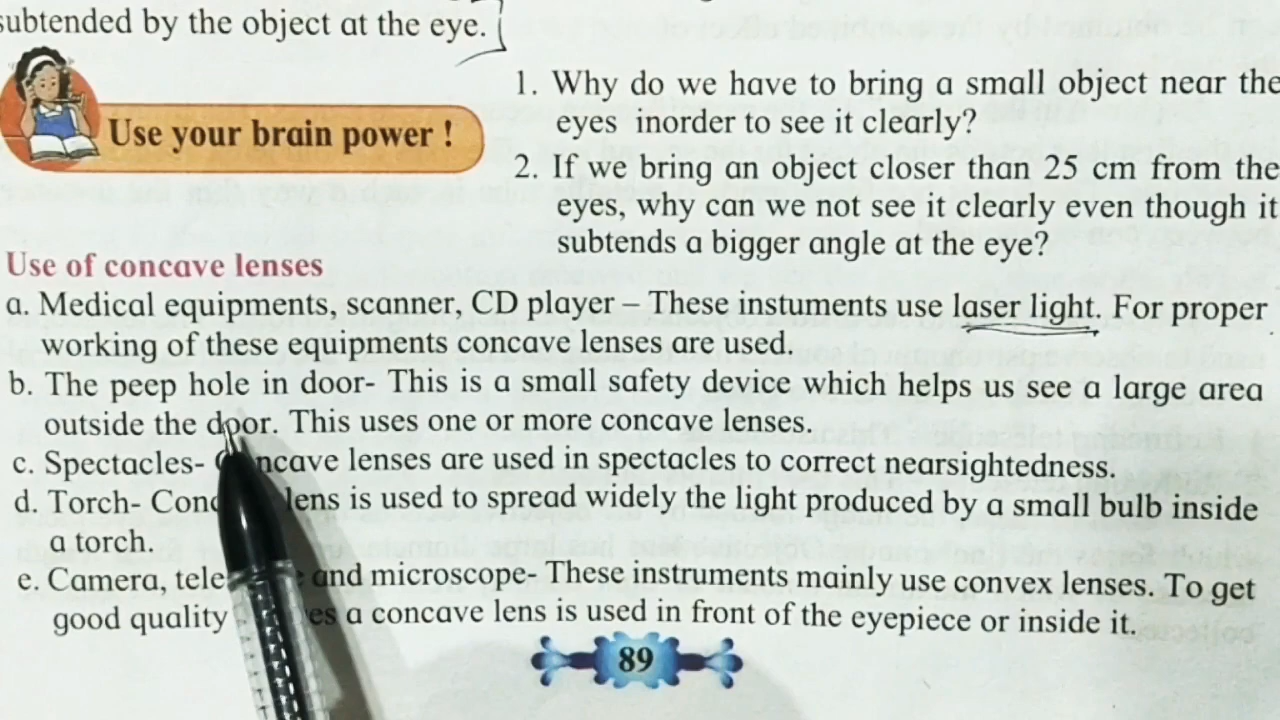 subtended by the object at the eye.
Use your brain power !
1. Why do we have to bring a small object near the
eyes inorder to see it clearly?
2. If we bring an object closer than 25 cm from the
eyes, why can we not see it clearly even though it
subtends a bigger angle at the eye?
Use of concave lenses
a. Medical equipments, scanner, CD player – These instuments use laser light. For proper
working of these equipments concave lenses are used.
b. The peep hole in door- This is a small safety device which helps us see a large area
outside the door. This uses one or more concave lenses.
c. Spectacles- lenses are used in spectacles to correct nearsightedness.
d. Torch- lens is used to spread widely the light produced by a small bulb inside
a torch.
e. Camera, and microscope- These instruments mainly use convex lenses. To get
good quality a concave lens is used in front of the eyepiece or inside it.
89